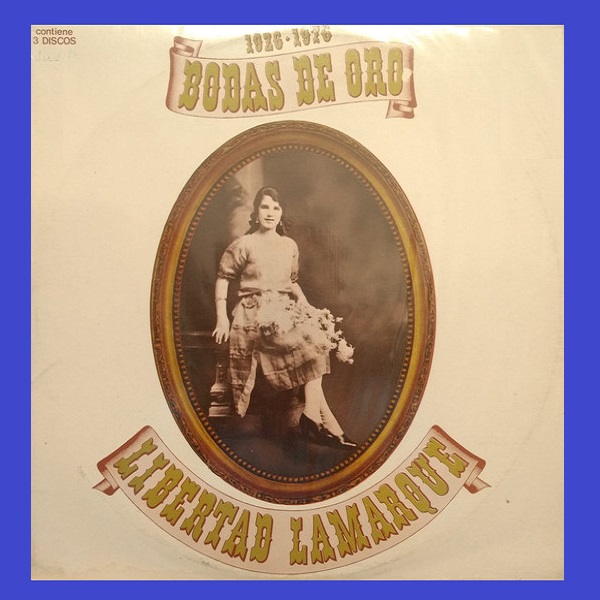 contiene
3 DISCOS
1926-1976
BODAS DE ORO
LIBERTAD LAMARQUE